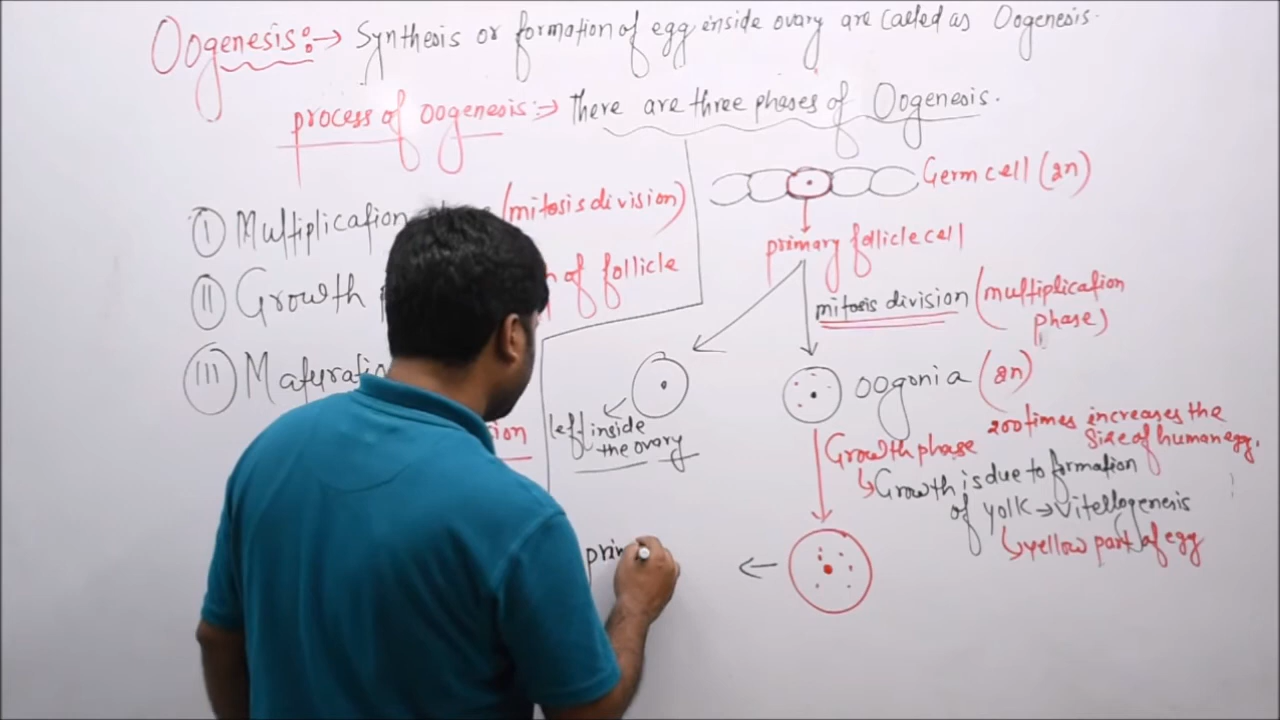 Oogenesis:→ Synthesis or formation of egg inside ovary are called as Oogenesis.
process of oogenesis:→ There are three phases of Oogenesis.
I Multiplication (mitosis division)
II Growth of follicle
III Maturatio
sion
Germ cell (2n)
primary follicle cell
mitosis division (multiplication
phase)
oogonia (2n)
left inside
the ovary
Growth phase 200 times increases the
size of human egg.
↳Growth is due to formation
of yolk→vitellogenesis
↳yellow part of egg
prim